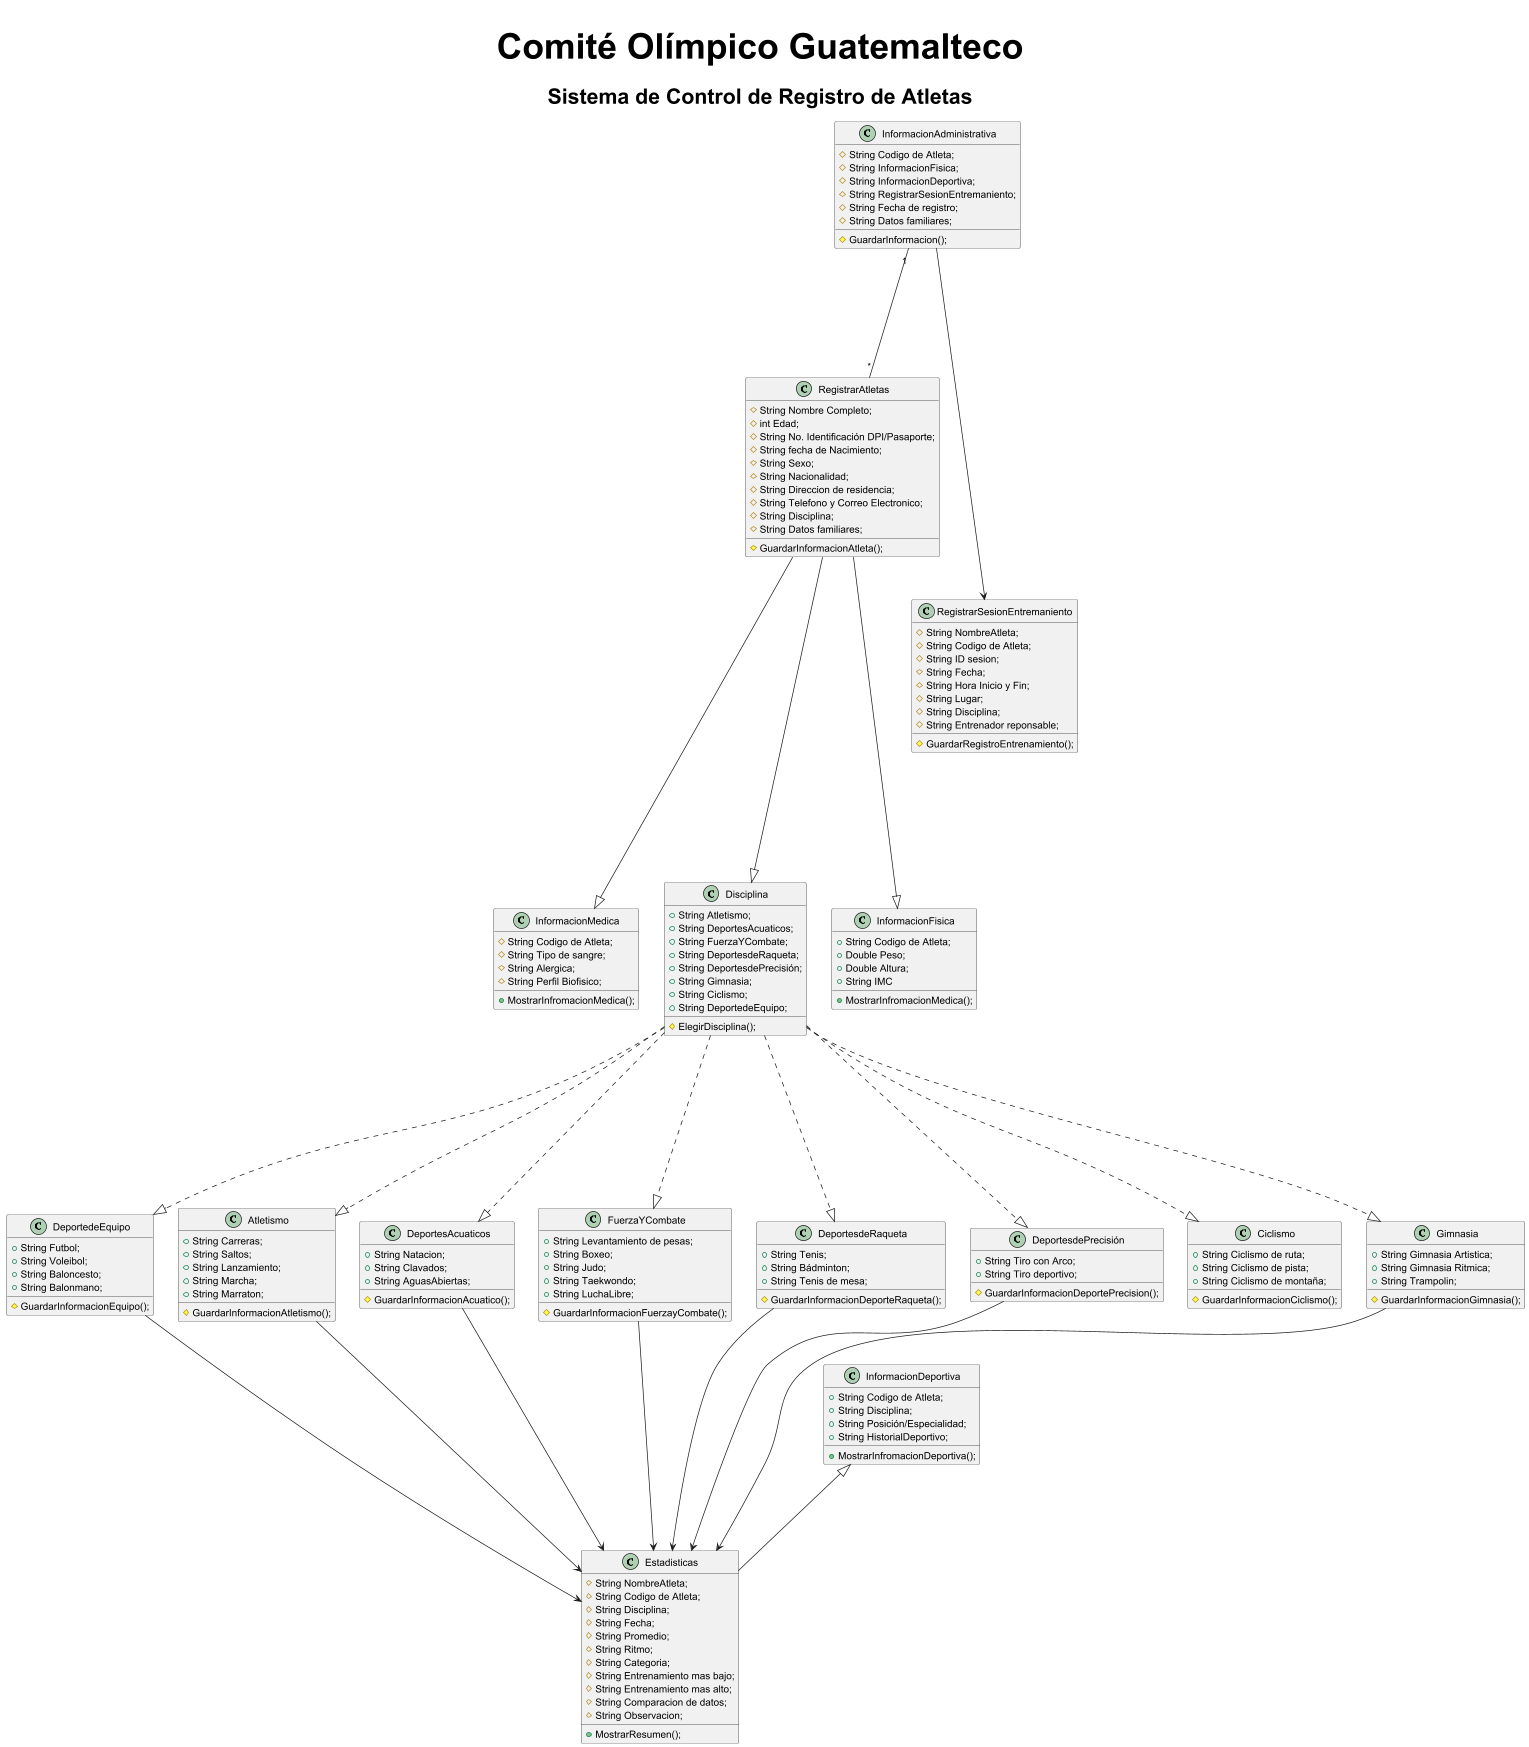 Comité Olímpico Guatemalteco
Sistema de Control de Registro de Atletas
C InformacionAdministrativa
String Codigo de Atleta;
String InformacionFisica;
String InformacionDeportiva;
String RegistrarSesionEntremaniento;
String Fecha de registro;
String Datos familiares;
GuardarInformacion();
1
*
C RegistrarAtletas
String Nombre Completo;
int Edad;
String No. Identificación DPI/Pasaporte;
String fecha de Nacimiento;
String Sexo;
String Nacionalidad;
String Direccion de residencia;
String Telefono y Correo Electronico;
String Disciplina;
String Datos familiares;
GuardarInformacionAtleta();
C RegistrarSesionEntremaniento
String NombreAtleta;
String Codigo de Atleta;
String ID sesion;
String Fecha;
String Hora Inicio y Fin;
String Lugar;
String Disciplina;
String Entrenador reponsable;
GuardarRegistroEntrenamiento();
C InformacionMedica
String Codigo de Atleta;
String Tipo de sangre;
String Alergica;
String Perfil Biofisico;
MostrarInfromacionMedica();
C Disciplina
String Atletismo;
String DeportesAcuaticos;
String FuerzaYCombate;
String DeportesdeRaqueta;
String DeportesdePrecisión;
String Gimnasia;
String Ciclismo;
String DeportedeEquipo;
ElegirDisciplina();
C InformacionFisica
String Codigo de Atleta;
Double Peso;
Double Altura;
String IMC
MostrarInfromacionMedica();
C DeportedeEquipo
String Futbol;
String Voleibol;
String Baloncesto;
String Balonmano;
GuardarInformacionEquipo();
C Atletismo
String Carreras;
String Saltos;
String Lanzamiento;
String Marcha;
String Marraton;
GuardarInformacionAtletismo();
C DeportesAcuaticos
String Natacion;
String Clavados;
String AguasAbiertas;
GuardarInformacionAcuatico();
C FuerzaYCombate
String Levantamiento de pesas;
String Boxeo;
String Judo;
String Taekwondo;
String LuchaLibre;
GuardarInformacionFuerzayCombate();
C DeportesdeRaqueta
String Tenis;
String Bádminton;
String Tenis de mesa;
GuardarInformacionDeporteRaqueta();
C DeportesdePrecisión
String Tiro con Arco;
String Tiro deportivo;
GuardarInformacionDeportePrecision();
C Ciclismo
String Ciclismo de ruta;
String Ciclismo de pista;
String Ciclismo de montaña;
GuardarInformacionCiclismo();
C Gimnasia
String Gimnasia Artistica;
String Gimnasia Ritmica;
String Trampolin;
GuardarInformacionGimnasia();
C InformacionDeportiva
String Codigo de Atleta;
String Disciplina;
String Posición/Especialidad;
String HistorialDeportivo;
MostrarInfromacionDeportiva();
C Estadisticas
String NombreAtleta;
String Codigo de Atleta;
String Disciplina;
String Fecha;
String Promedio;
String Ritmo;
String Categoria;
String Entrenamiento mas bajo;
String Entrenamiento mas alto;
String Comparacion de datos;
String Observacion;
MostrarResumen();